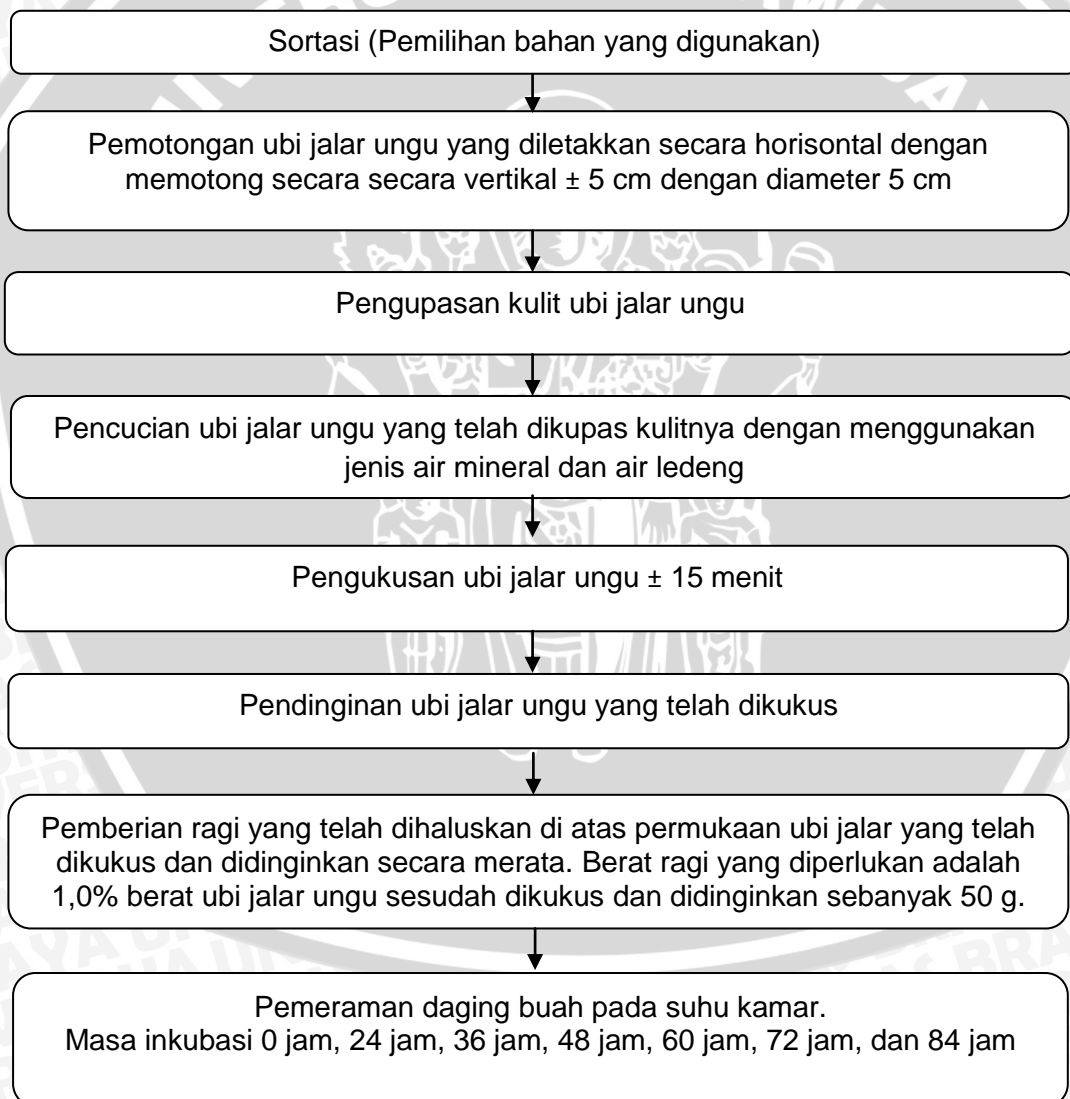 Sortasi (Pemilihan bahan yang digunakan)
Pemotongan ubi jalar ungu yang diletakkan secara horisontal dengan
memotong secara secara vertikal ± 5 cm dengan diameter 5 cm
Pengupasan kulit ubi jalar ungu
Pencucian ubi jalar ungu yang telah dikupas kulitnya dengan menggunakan
jenis air mineral dan air ledeng
Pengukusan ubi jalar ungu ± 15 menit
Pendinginan ubi jalar ungu yang telah dikukus
Pemberian ragi yang telah dihaluskan di atas permukaan ubi jalar yang telah
dikukus dan didinginkan secara merata. Berat ragi yang diperlukan adalah
1,0% berat ubi jalar ungu sesudah dikukus dan didinginkan sebanyak 50 g.
Pemeraman daging buah pada suhu kamar.
Masa inkubasi 0 jam, 24 jam, 36 jam, 48 jam, 60 jam, 72 jam, dan 84 jam